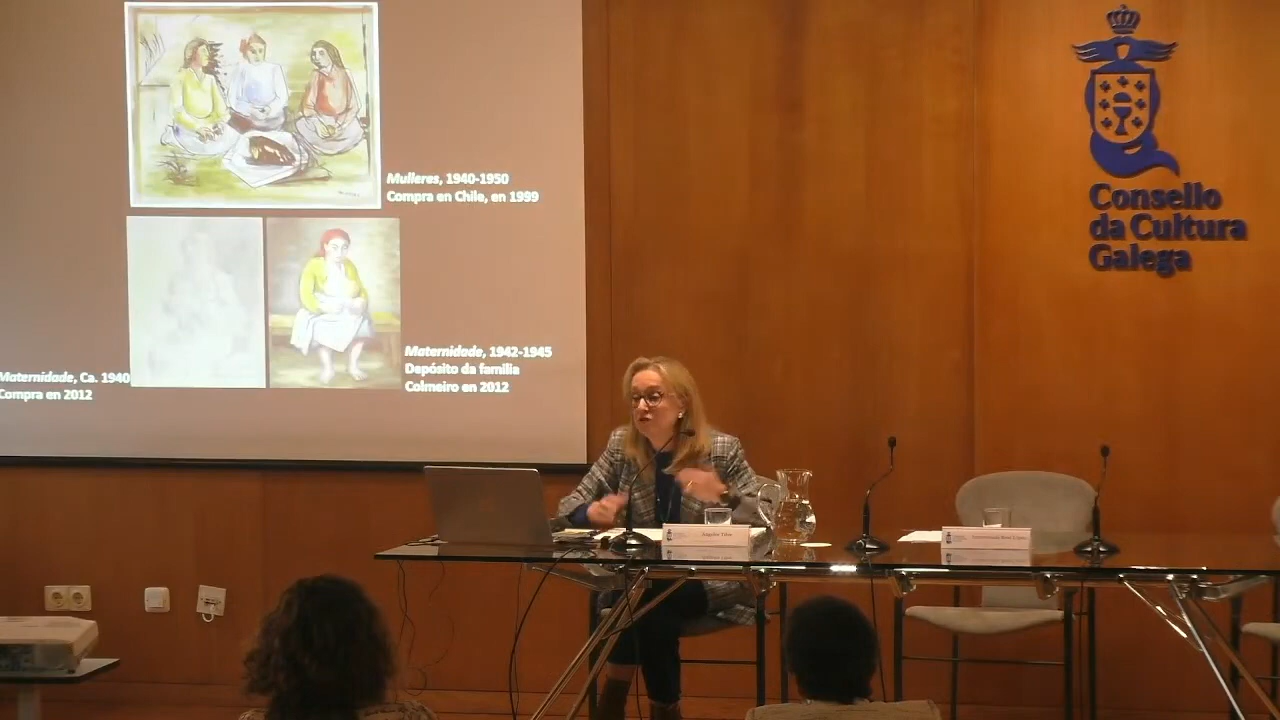 Mulleres, 1940-1950
Compra en Chile, en 1999
Maternidade, 1942-1945
Depósito da familia
Colmeiro en 2012
Maternidade, Ca. 1940
Compra en 2012
Consello
da Cultura
Galega